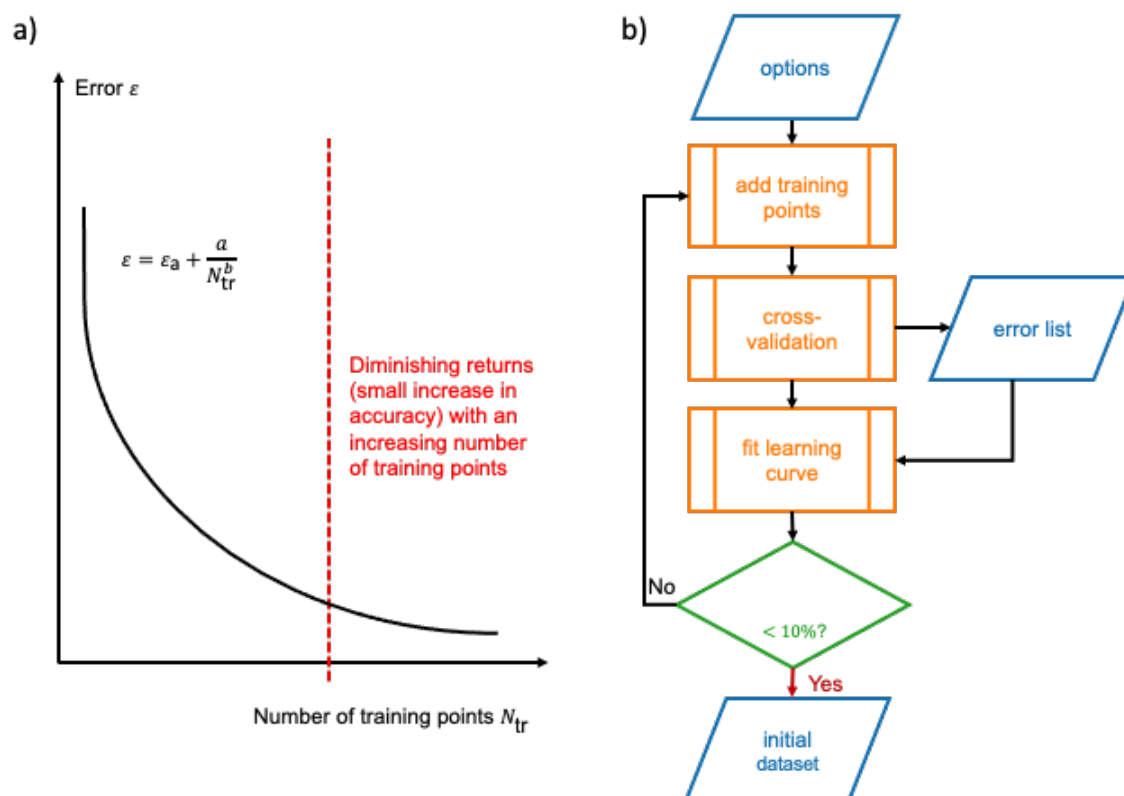 a)
Error ε
ε = εa + a / N_tr^b
Diminishing returns
(small increase in
accuracy) with an
increasing number
of training points
Number of training points N_tr
b)
options
add training
points
cross-
validation
error list
fit learning
curve
No
< 10%?
Yes
initial
dataset